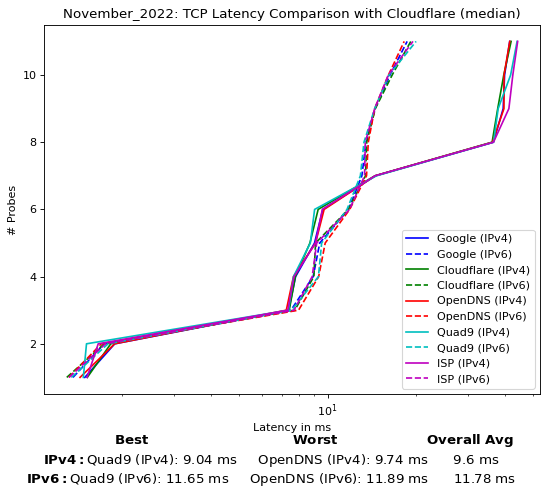 November_2022: TCP Latency Comparison with Cloudflare (median)
10
8
6
4
2
# Probes
10¹
Latency in ms
Google (IPv4)
Google (IPv6)
Cloudflare (IPv4)
Cloudflare (IPv6)
OpenDNS (IPv4)
OpenDNS (IPv6)
Quad9 (IPv4)
Quad9 (IPv6)
ISP (IPv4)
ISP (IPv6)
Best Worst Overall Avg
IPv4: Quad9 (IPv4): 9.04 ms OpenDNS (IPv4): 9.74 ms 9.6 ms
IPv6: Quad9 (IPv6): 11.65 ms OpenDNS (IPv6): 11.89 ms 11.78 ms